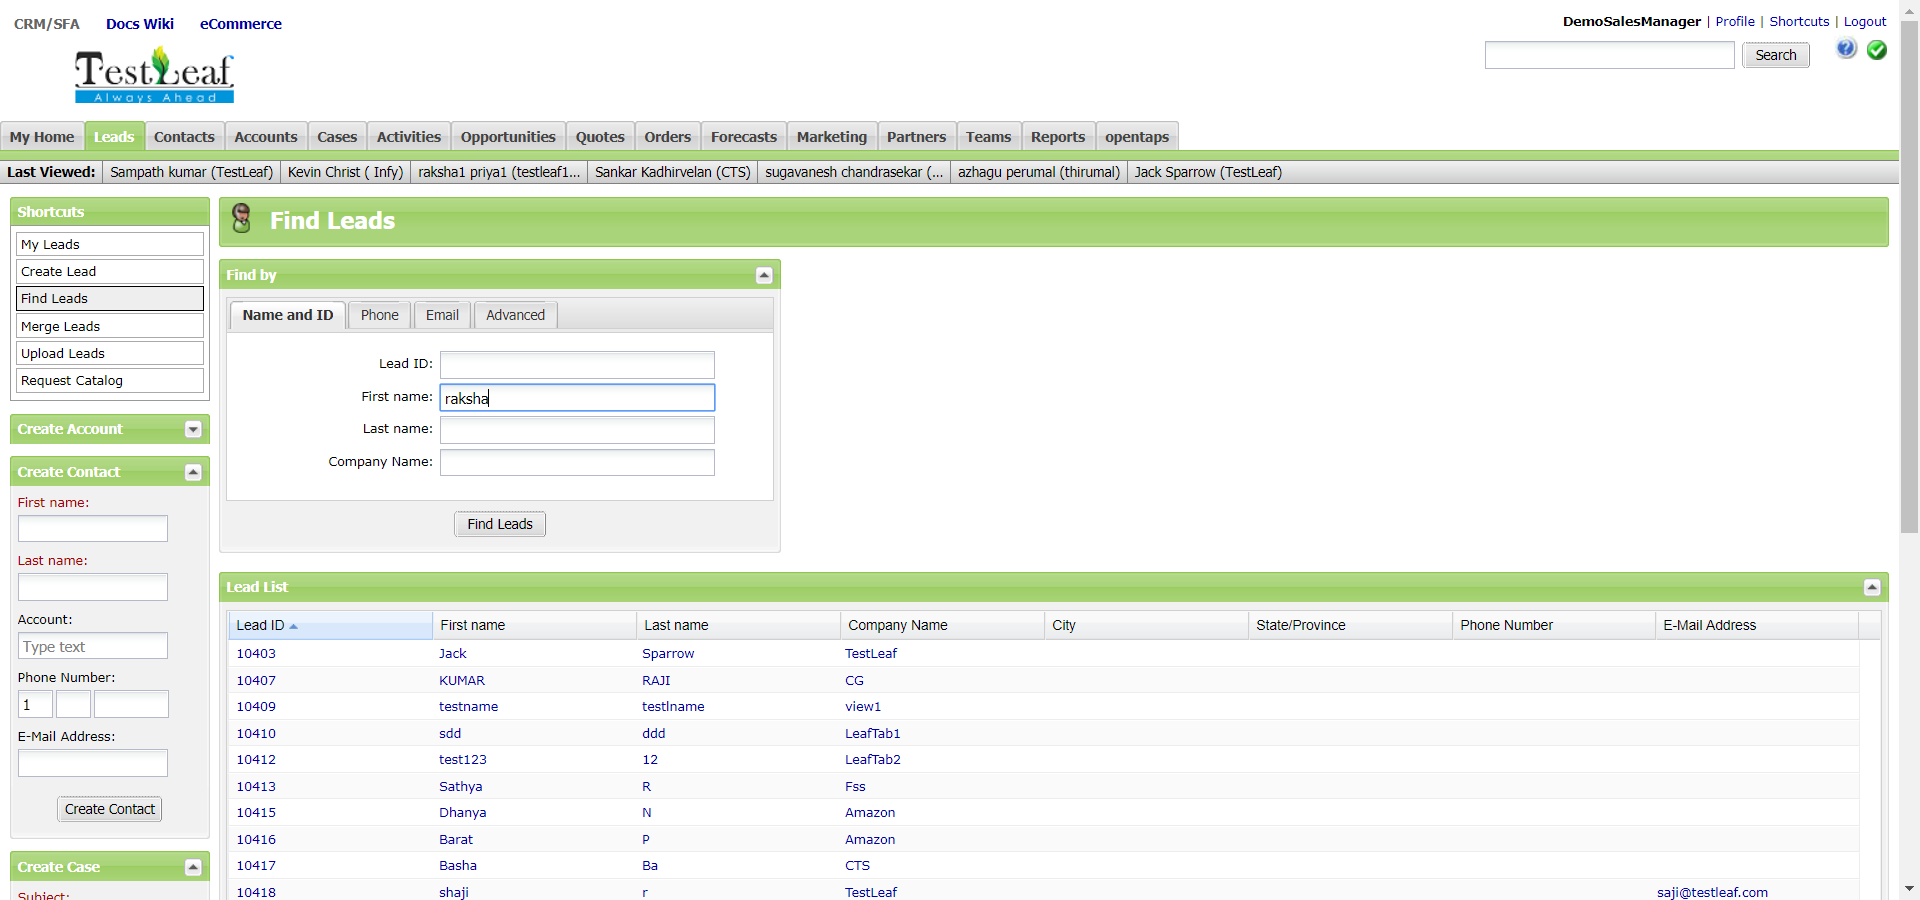 CRM/SFA Docs Wiki eCommerce
DemoSalesManager | Profile | Shortcuts | Logout
Search
TestLeaf
Always Ahead
My Home Leads Contacts Accounts Cases Activities Opportunities Quotes Orders Forecasts Marketing Partners Teams Reports opentaps
Last Viewed: Sampath kumar (TestLeaf) Kevin Christ ( Infy) raksha1 priya1 (testleaf1... Sankar Kadhirvelan (CTS) sugavanesh chandrasekar (... azhagu perumal (thirumal) Jack Sparrow (TestLeaf)
Shortcuts
My Leads
Create Lead
Find Leads
Merge Leads
Upload Leads
Request Catalog
Create Account
Create Contact
First name:
Last name:
Account:
Type text
Phone Number:
1
E-Mail Address:
Create Contact
Create Case
Subject:
Find Leads
Find by
Name and ID Phone Email Advanced
Lead ID:
First name: raksha
Last name:
Company Name:
Find Leads
Lead List
Lead ID First name Last name Company Name City State/Province Phone Number E-Mail Address
10403 Jack Sparrow TestLeaf
10407 KUMAR RAJI CG
10409 testname testlname view1
10410 sdd ddd LeafTab1
10412 test123 12 LeafTab2
10413 Sathya R Fss
10415 Dhanya N Amazon
10416 Barat P Amazon
10417 Basha Ba CTS
10418 shaji r TestLeaf saji@testleaf.com